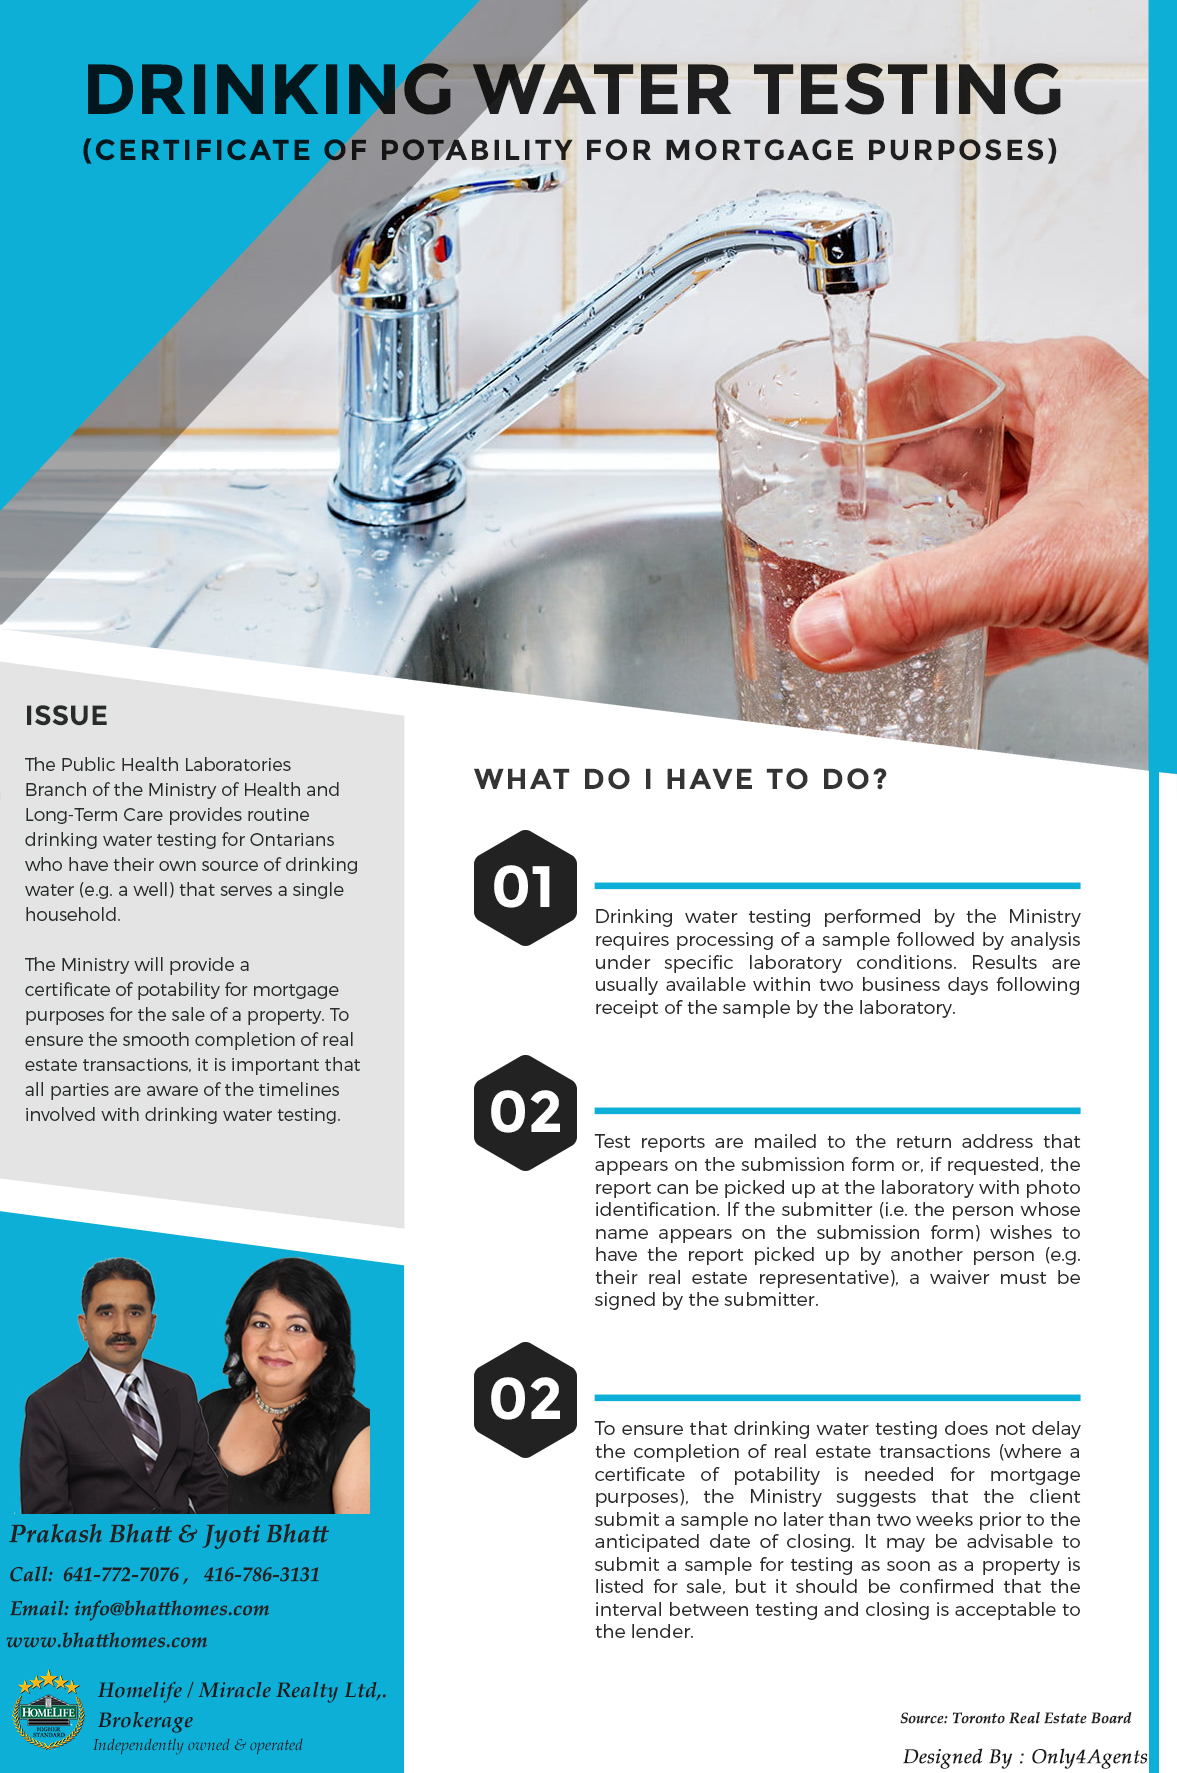 DRINKING WATER TESTING
(CERTIFICATE OF POTABILITY FOR MORTGAGE PURPOSES)
ISSUE
The Public Health Laboratories
Branch of the Ministry of Health and
Long-Term Care provides routine
drinking water testing for Ontarians
who have their own source of drinking
water (e.g. a well) that serves a single
household.
The Ministry will provide a
certificate of potability for mortgage
purposes for the sale of a property. To
ensure the smooth completion of real
estate transactions, it is important that
all parties are aware of the timelines
involved with drinking water testing.
WHAT DO I HAVE TO DO?
01
Drinking water testing performed by the Ministry
requires processing of a sample followed by analysis
under specific laboratory conditions. Results are
usually available within two business days following
receipt of the sample by the laboratory.
02
Test reports are mailed to the return address that
appears on the submission form or, if requested, the
report can be picked up at the laboratory with photo
identification. If the submitter (i.e. the person whose
name appears on the submission form) wishes to
have the report picked up by another person (e.g.
their real estate representative), a waiver must be
signed by the submitter.
02
To ensure that drinking water testing does not delay
the completion of real estate transactions (where a
certificate of potability is needed for mortgage
purposes), the Ministry suggests that the client
submit a sample no later than two weeks prior to the
anticipated date of closing. It may be advisable to
submit a sample for testing as soon as a property is
listed for sale, but it should be confirmed that the
interval between testing and closing is acceptable to
the lender.
Prakash Bhatt & Jyoti Bhatt
Call: 641-772-7076 , 416-786-3131
Email: info@bhatthomes.com
www.bhatthomes.com
HOMELIFE
HIGHER
STANDARDS
Homelife / Miracle Realty Ltd,.
Brokerage
Independently owned & operated
Source: Toronto Real Estate Board
Designed By : Only4Agents